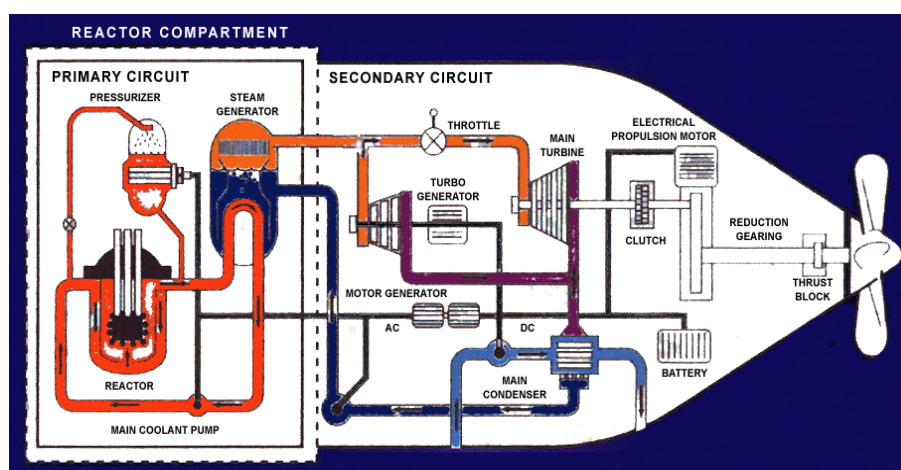 REACTOR COMPARTMENT
PRIMARY CIRCUIT
SECONDARY CIRCUIT
PRESSURIZER
STEAM
GENERATOR
THROTTLE
MAIN
TURBINE
ELECTRICAL
PROPULSION MOTOR
TURBO
GENERATOR
CLUTCH
REDUCTION
GEARING
THRUST
BLOCK
MOTOR GENERATOR
AC
DC
REACTOR
MAIN
CONDENSER
BATTERY
MAIN COOLANT PUMP